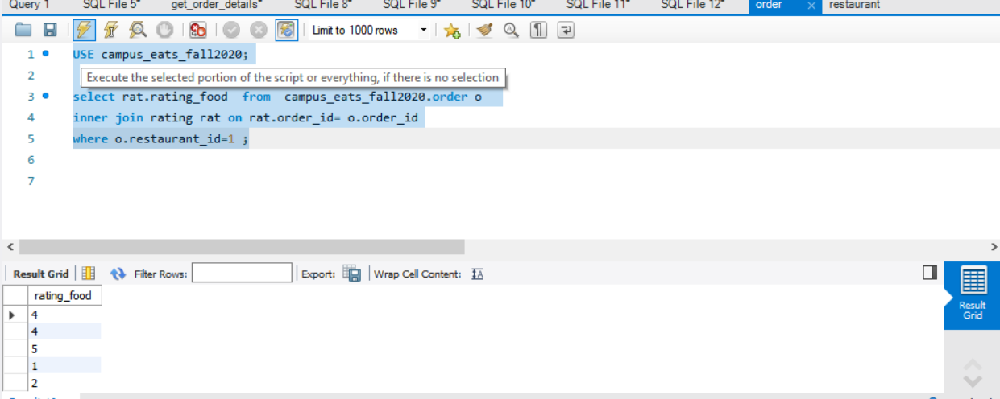 Query 1 SQL File 5* get_order_details* SQL File 8* SQL File 9* SQL File 10* SQL File 11* SQL File 12* order × restaurant
Limit to 1000 rows
1 USE campus_eats_fall2020;
2 Execute the selected portion of the script or everything, if there is no selection
3 select rat.rating_food from campus_eats_fall2020.order o
4 inner join rating rat on rat.order_id= o.order_id
5 where o.restaurant_id=1 ;
6
7
Result Grid Filter Rows: Export: Wrap Cell Content: IA
rating_food
4
4
5
1
2
Result
Grid